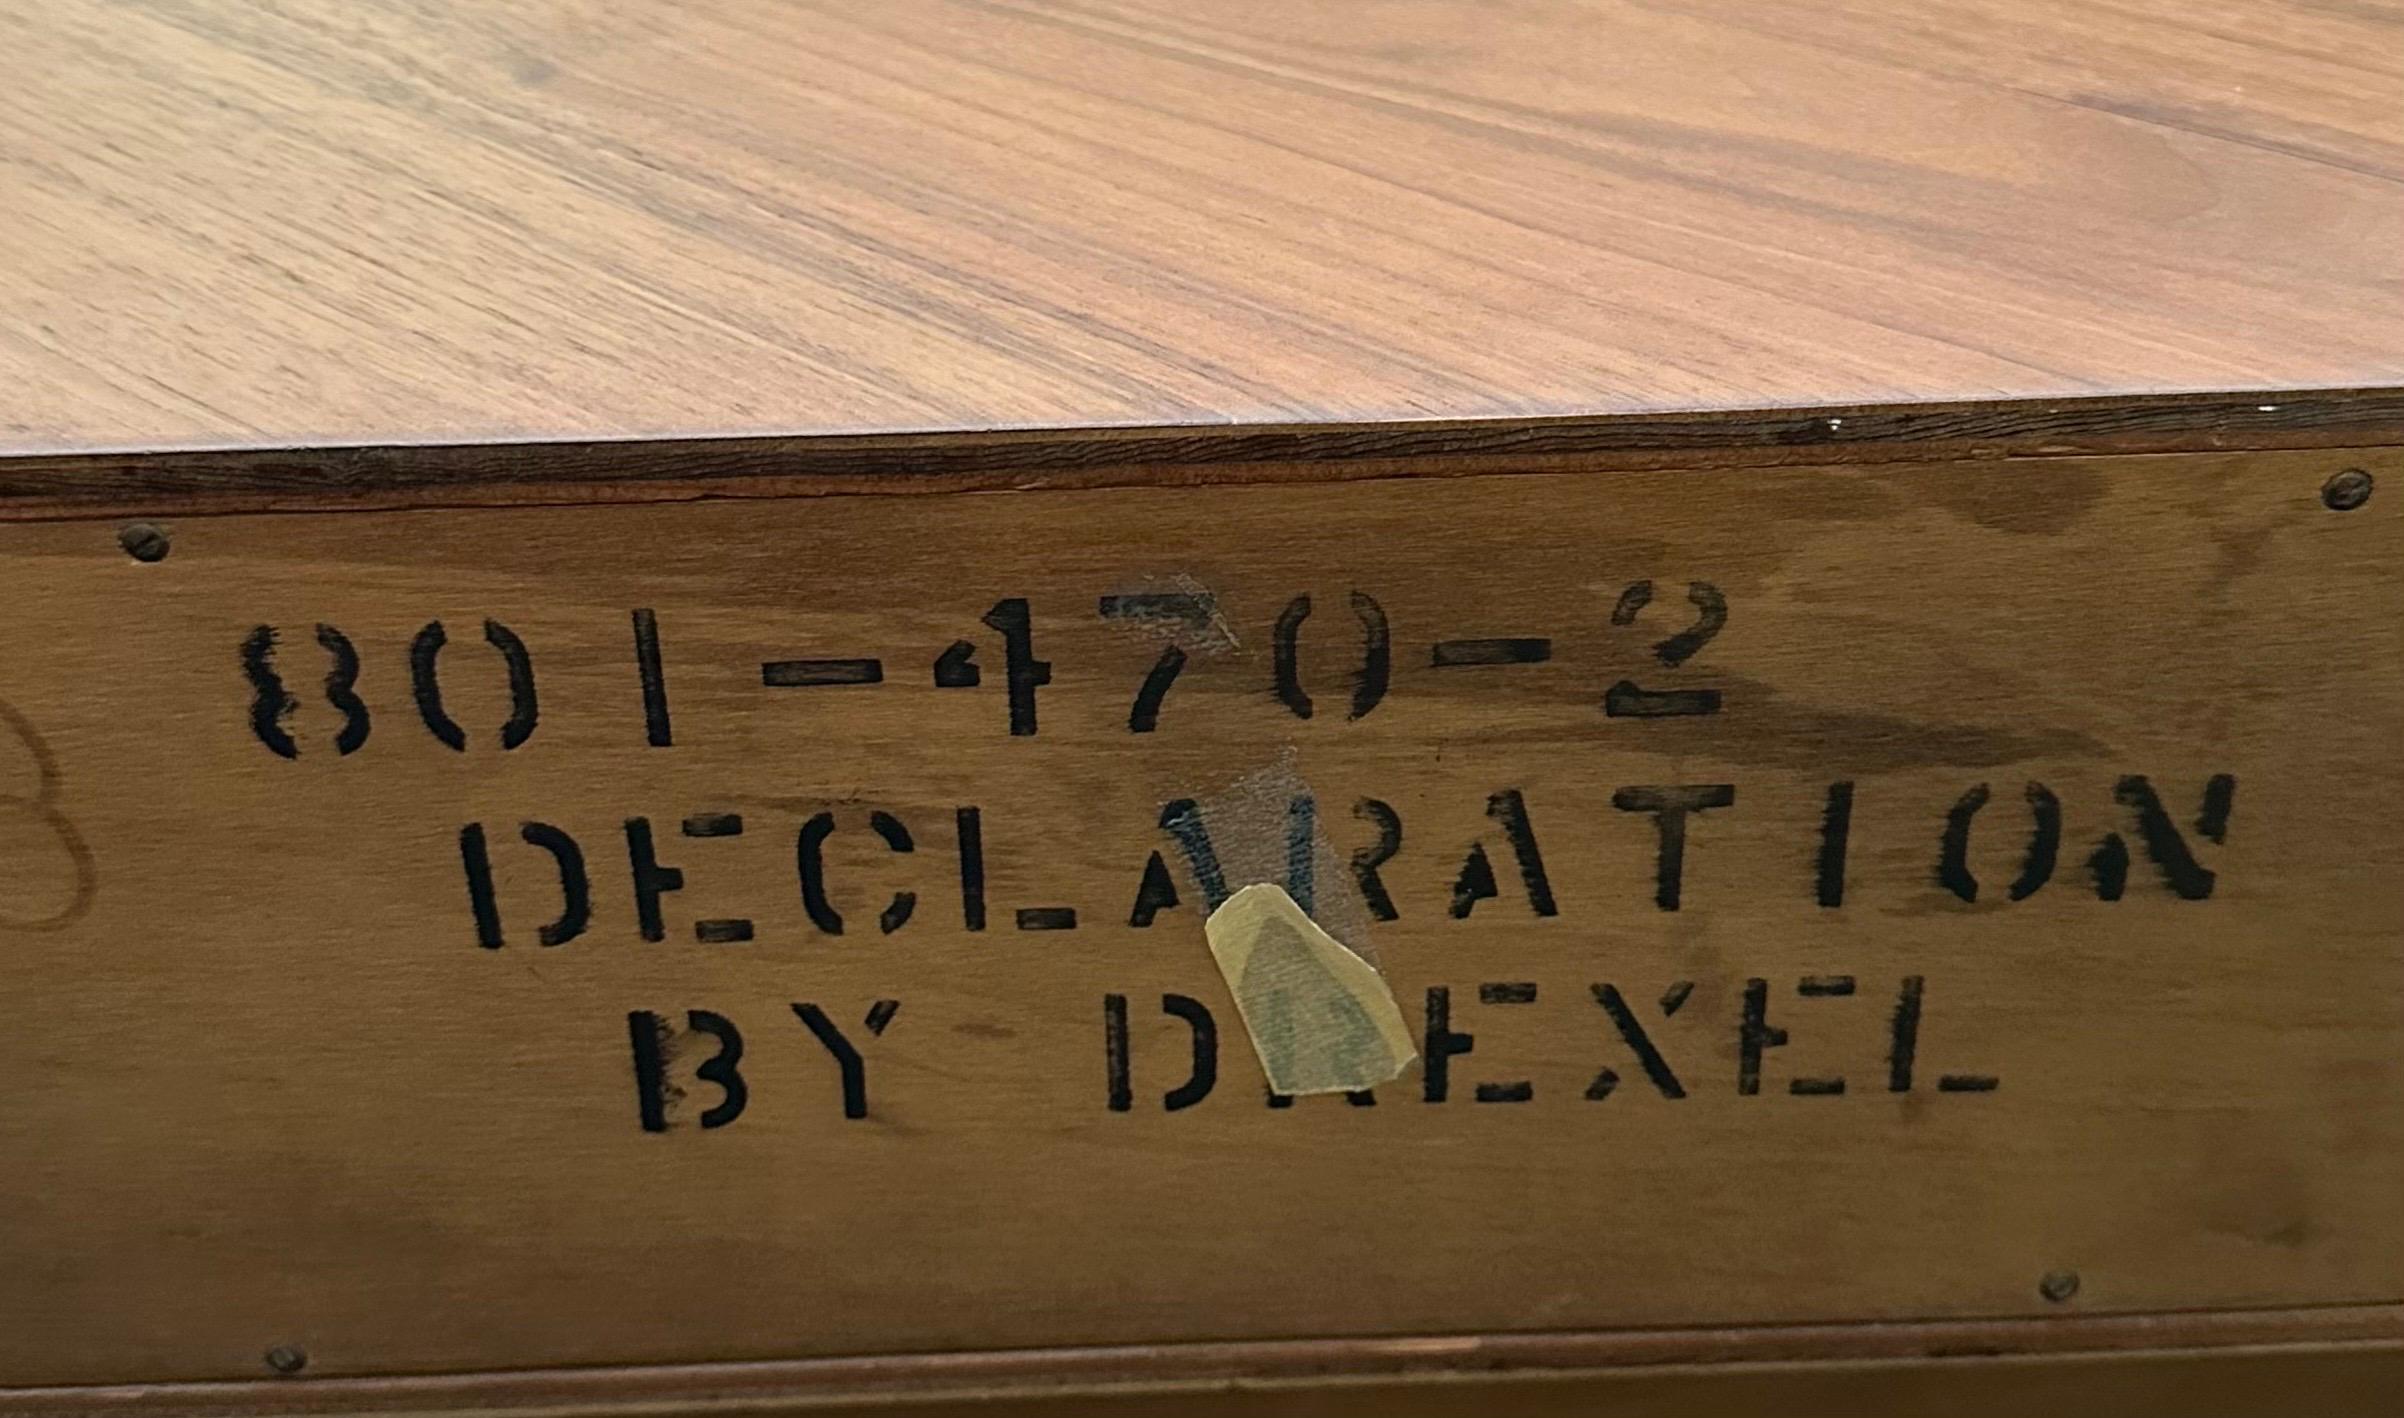 801-470-2
DECLARATION
BY DREXEL